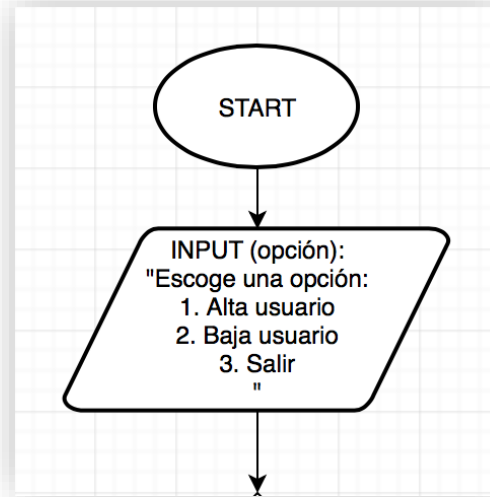 START
INPUT (opción):
"Escoge una opción:
1. Alta usuario
2. Baja usuario
3. Salir
"